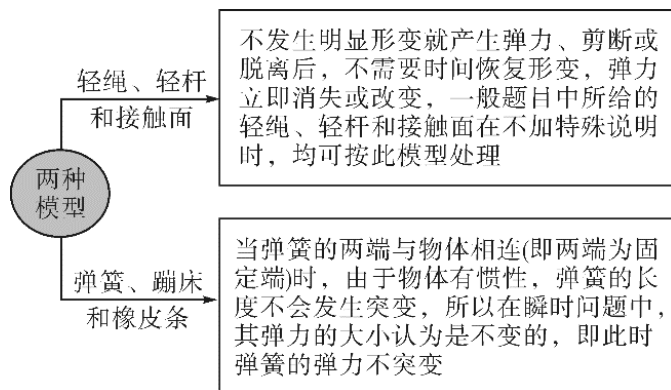 不发生明显形变就产生弹力、剪断或
脱离后，不需要时间恢复形变，弹力
立即消失或改变，一般题目中所给的
轻绳、轻杆和接触面在不加特殊说明
时，均可按此模型处理
轻绳、轻杆
和接触面
两种
模型
弹簧、蹦床
和橡皮条
当弹簧的两端与物体相连(即两端为固
定端)时，由于物体有惯性，弹簧的长
度不会发生突变，所以在瞬时问题中，
其弹力的大小认为是不变的，即此时
弹簧的弹力不突变